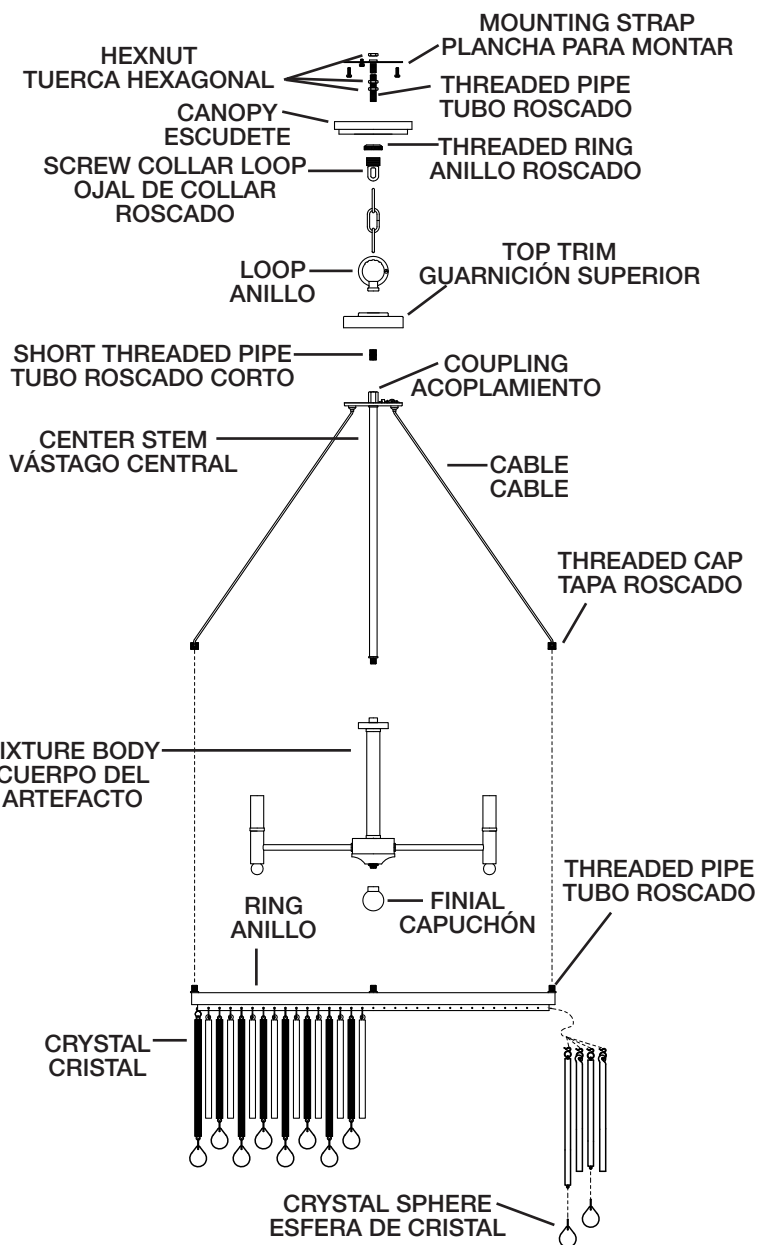 MOUNTING STRAP
PLANCHA PARA MONTAR
HEXNUT
TUERCA HEXAGONAL
THREADED PIPE
TUBO ROSCADO
CANOPY
ESCUDETE
THREADED RING
ANILLO ROSCADO
SCREW COLLAR LOOP
OJAL DE COLLAR
ROSCADO
TOP TRIM
GUARNICIÓN SUPERIOR
LOOP
ANILLO
SHORT THREADED PIPE
TUBO ROSCADO CORTO
COUPLING
ACOPLAMIENTO
CENTER STEM
VÁSTAGO CENTRAL
CABLE
CABLE
THREADED CAP
TAPA ROSCADO
IXTURE BODY
CUERPO DEL
ARTEFACTO
THREADED PIPE
TUBO ROSCADO
FINIAL
CAPUCHÓN
RING
ANILLO
CRYSTAL
CRISTAL
CRYSTAL SPHERE
ESFERA DE CRISTAL